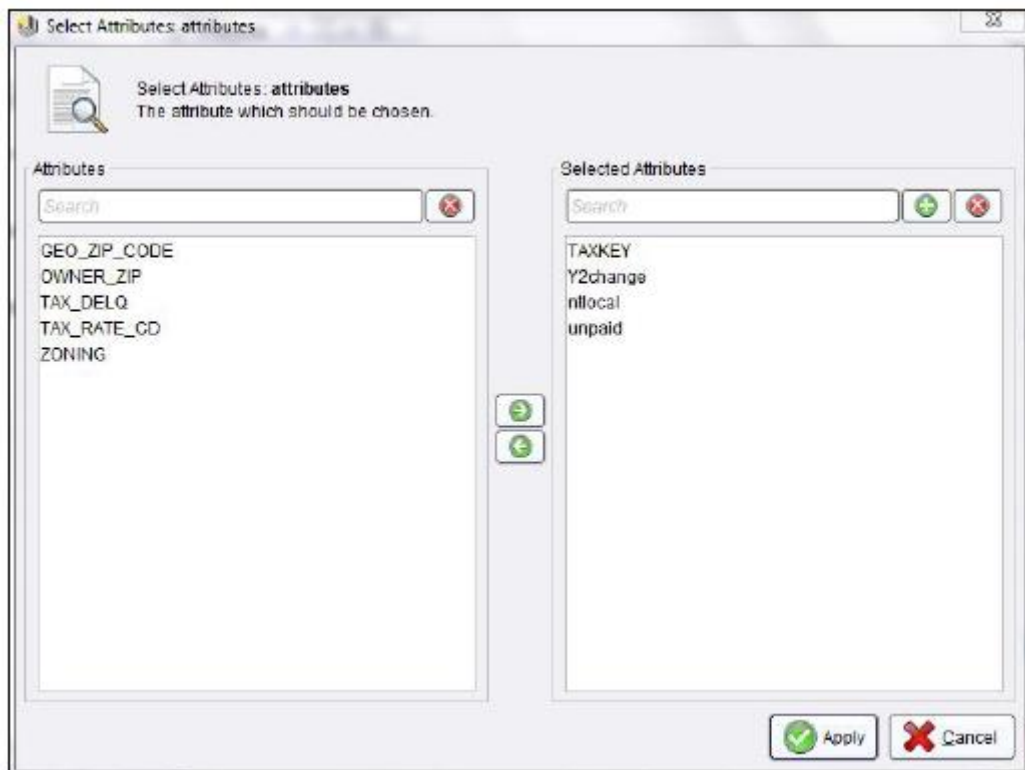 Select Attributes: attributes
Select Attributes: attributes
The attribute which should be chosen.
Attributes
Search
GEO_ZIP_CODE
OWNER_ZIP
TAX_DELQ
TAX_RATE_CD
ZONING
Selected Attributes
Search
TAXKEY
Y2change
ntlocal
unpaid
Apply
Cancel